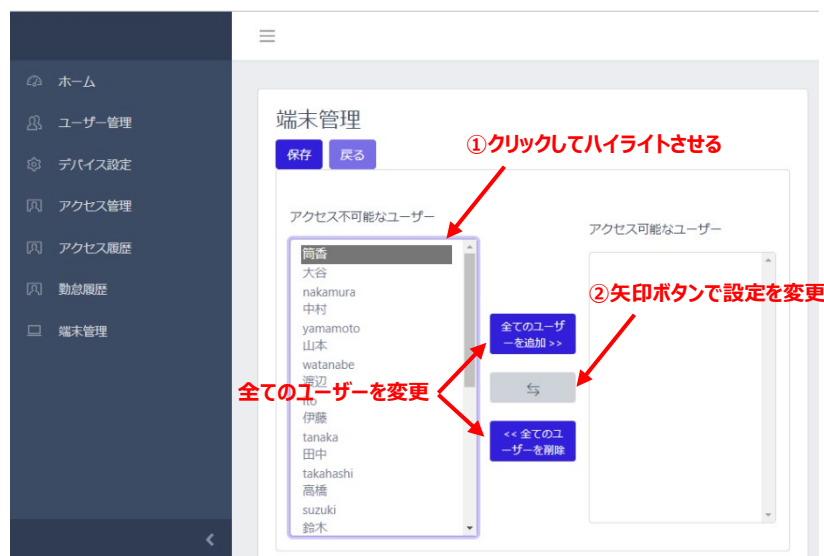 ホーム
ユーザー管理
デバイス設定
アクセス管理
アクセス履歴
勤怠履歴
端末管理
端末管理
保存
戻る
①クリックしてハイライトさせる
アクセス不可能なユーザー
アクセス可能なユーザー
筒香
大谷
nakamura
中村
yamamoto
山本
watanabe
渡辺
ito
伊藤
tanaka
田中
takahashi
高橋
suzuki
鈴木
②矢印ボタンで設定を変更
全てのユーザ
ーを追加 >>
全てのユーザーを変更
<< 全てのユ
ーザーを削除